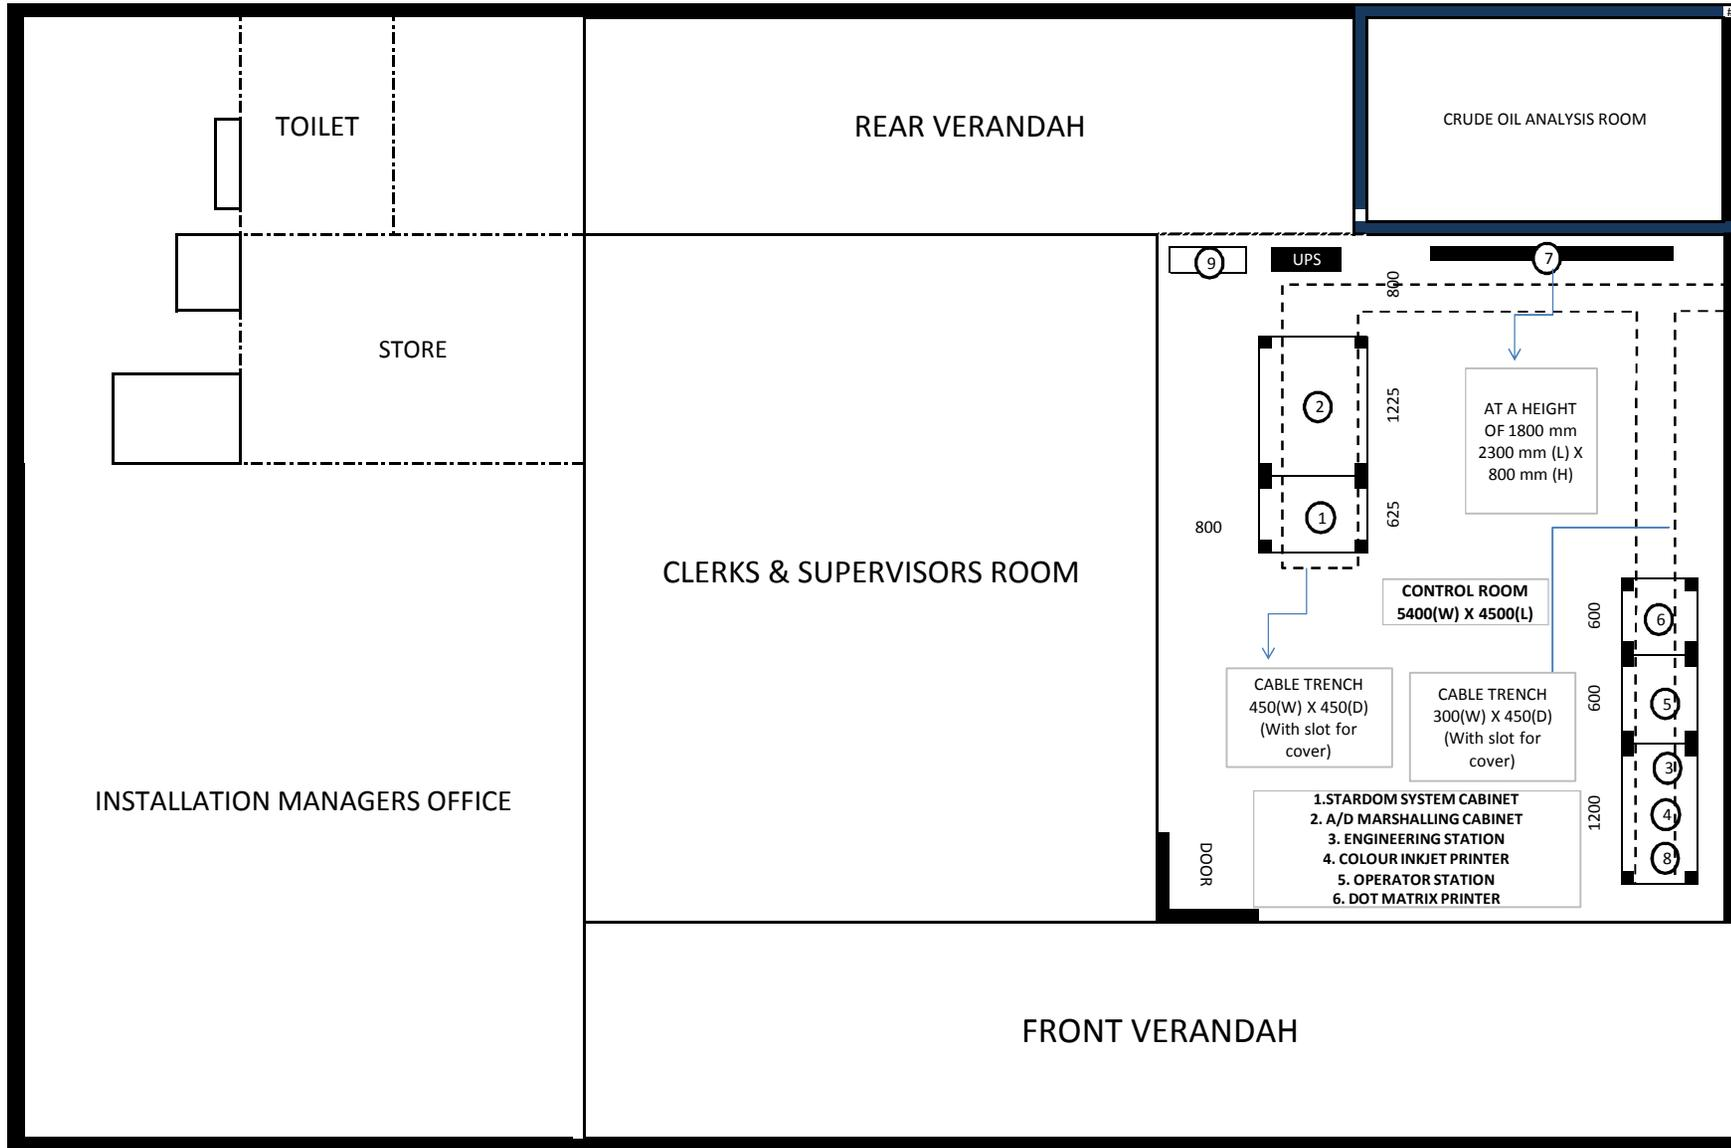 #
TOILET
REAR VERANDAH
CRUDE OIL ANALYSIS ROOM
9
UPS
7
800
STORE
2
1225
AT A HEIGHT
OF 1800 mm
2300 mm (L) X
800 mm (H)
1
625
800
CLERKS & SUPERVISORS ROOM
CONTROL ROOM
5400(W) X 4500(L)
600
6
CABLE TRENCH
450(W) X 450(D)
(With slot for
cover)
CABLE TRENCH
300(W) X 450(D)
(With slot for
cover)
600
5
3
INSTALLATION MANAGERS OFFICE
1.STARDOM SYSTEM CABINET
2. A/D MARSHALLING CABINET
3. ENGINEERING STATION
4. COLOUR INKJET PRINTER
5. OPERATOR STATION
6. DOT MATRIX PRINTER
1200
4
8
DOOR
FRONT VERANDAH